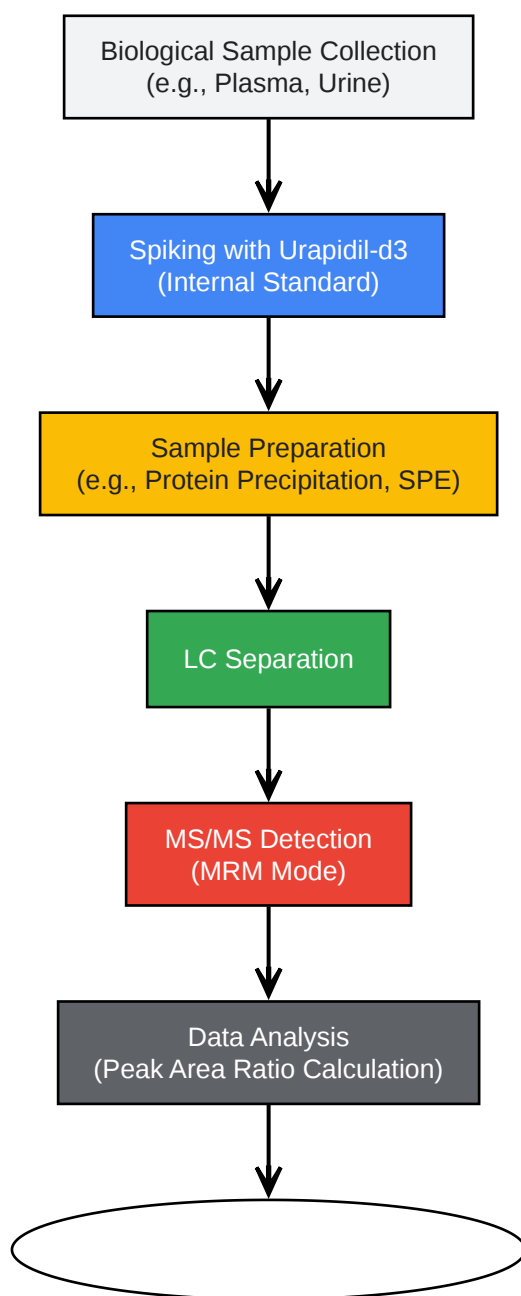 Biological Sample Collection
(e.g., Plasma, Urine)
Spiking with Urapidil-d3
(Internal Standard)
Sample Preparation
(e.g., Protein Precipitation, SPE)
LC Separation
MS/MS Detection
(MRM Mode)
Data Analysis
(Peak Area Ratio Calculation)